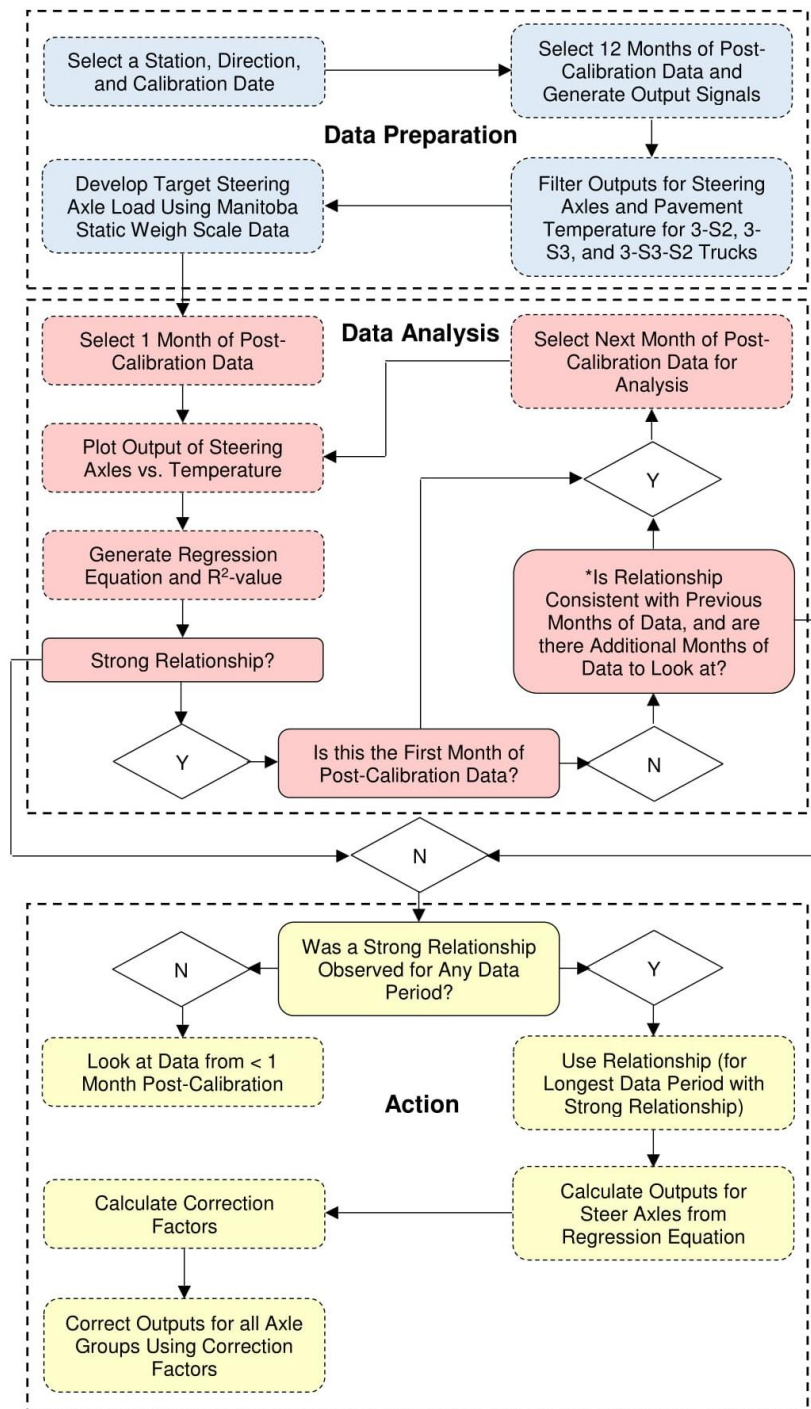 Select a Station, Direction,
and Calibration Date
Select 12 Months of Post-
Calibration Data and
Generate Output Signals
Data Preparation
Develop Target Steering
Axle Load Using Manitoba
Static Weigh Scale Data
Filter Outputs for Steering
Axles and Pavement
Temperature for 3-S2, 3-
S3, and 3-S3-S2 Trucks
Select 1 Month of Post-
Calibration Data
Data Analysis
Select Next Month of Post-
Calibration Data for
Analysis
Plot Output of Steering
Axles vs. Temperature
Y
Generate Regression
Equation and R²-value
*Is Relationship
Consistent with Previous
Months of Data, and are
there Additional Months of
Data to Look at?
Strong Relationship?
Y
Is this the First Month of
Post-Calibration Data?
N
N
Was a Strong Relationship
Observed for Any Data
Period?
N
Y
Look at Data from < 1
Month Post-Calibration
Use Relationship (for
Longest Data Period with
Strong Relationship)
Action
Calculate Correction
Factors
Calculate Outputs for
Steer Axles from
Regression Equation
Correct Outputs for all Axle
Groups Using Correction
Factors